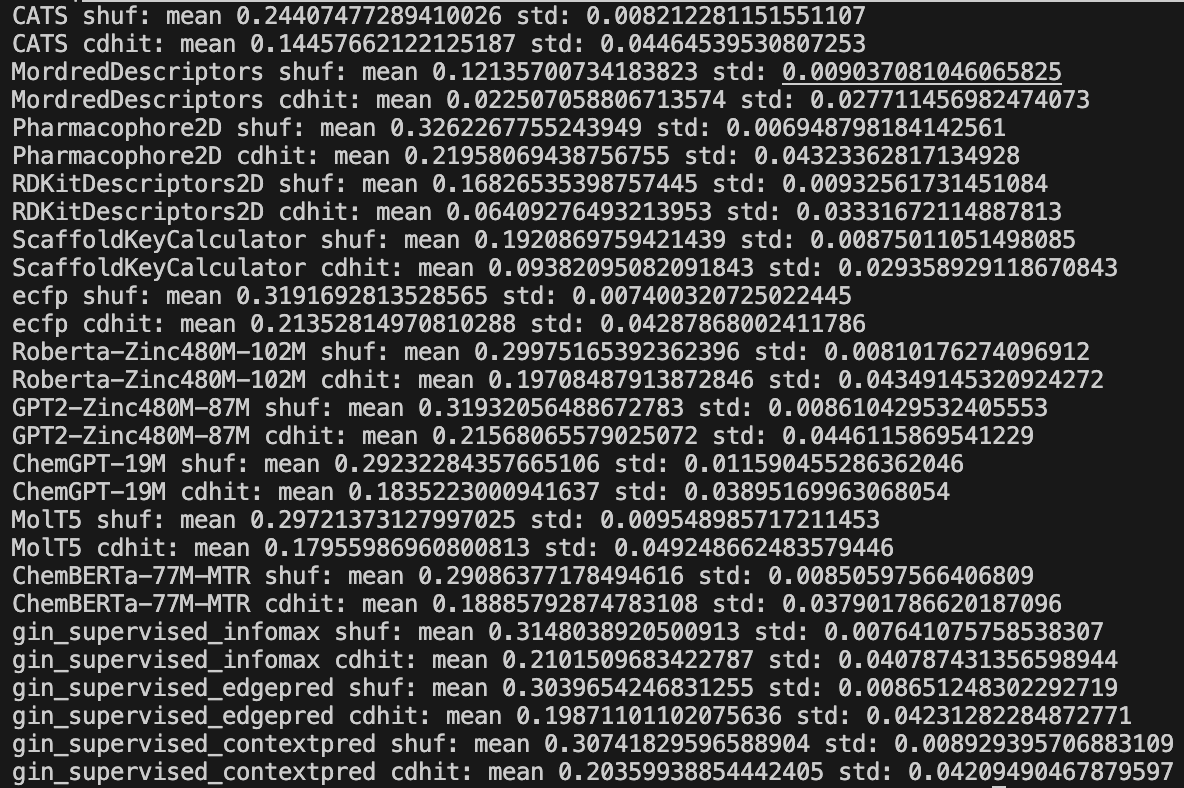 CATS shuf: mean 0.24407477289410026 std: 0.008212281151551107
CATS cdhit: mean 0.14457662122125187 std: 0.04464539530807253
MordredDescriptors shuf: mean 0.12135700734183823 std: 0.009037081046065825
MordredDescriptors cdhit: mean 0.022507058806713574 std: 0.027711456982474073
Pharmacophore2D shuf: mean 0.3262267755243949 std: 0.006948798184142561
Pharmacophore2D cdhit: mean 0.21958069438756755 std: 0.04323362817134928
RDKitDescriptors2D shuf: mean 0.16826535398757445 std: 0.00932561731451084
RDKitDescriptors2D cdhit: mean 0.06409276493213953 std: 0.03331672114887813
ScaffoldKeyCalculator shuf: mean 0.1920869759421439 std: 0.00875011051498085
ScaffoldKeyCalculator cdhit: mean 0.09382095082091843 std: 0.029358929118670843
ecfp shuf: mean 0.3191692813528565 std: 0.007400320725022445
ecfp cdhit: mean 0.21352814970810288 std: 0.04287868002411786
Roberta-Zinc480M-102M shuf: mean 0.29975165392362396 std: 0.00810176274096912
Roberta-Zinc480M-102M cdhit: mean 0.19708487913872846 std: 0.04349145320924272
GPT2-Zinc480M-87M shuf: mean 0.31932056488672783 std: 0.008610429532405553
GPT2-Zinc480M-87M cdhit: mean 0.21568065579025072 std: 0.0446115869541229
ChemGPT-19M shuf: mean 0.29232284357665106 std: 0.011590455286362046
ChemGPT-19M cdhit: mean 0.1835223000941637 std: 0.03895169963068054
MolT5 shuf: mean 0.29721373127997025 std: 0.009548985717211453
MolT5 cdhit: mean 0.17955986960800813 std: 0.049248662483579446
ChemBERTa-77M-MTR shuf: mean 0.29086377178494616 std: 0.00850597566406809
ChemBERTa-77M-MTR cdhit: mean 0.18885792874783108 std: 0.037901786620187096
gin_supervised_infomax shuf: mean 0.3148038920500913 std: 0.007641075758538307
gin_supervised_infomax cdhit: mean 0.2101509683422787 std: 0.040787431356598944
gin_supervised_edgepred shuf: mean 0.3039654246831255 std: 0.008651248302292719
gin_supervised_edgepred cdhit: mean 0.19871101102075636 std: 0.04231282284872771
gin_supervised_contextpred shuf: mean 0.30741829596588904 std: 0.008929395706883109
gin_supervised_contextpred cdhit: mean 0.20359938854442405 std: 0.04209490467879597